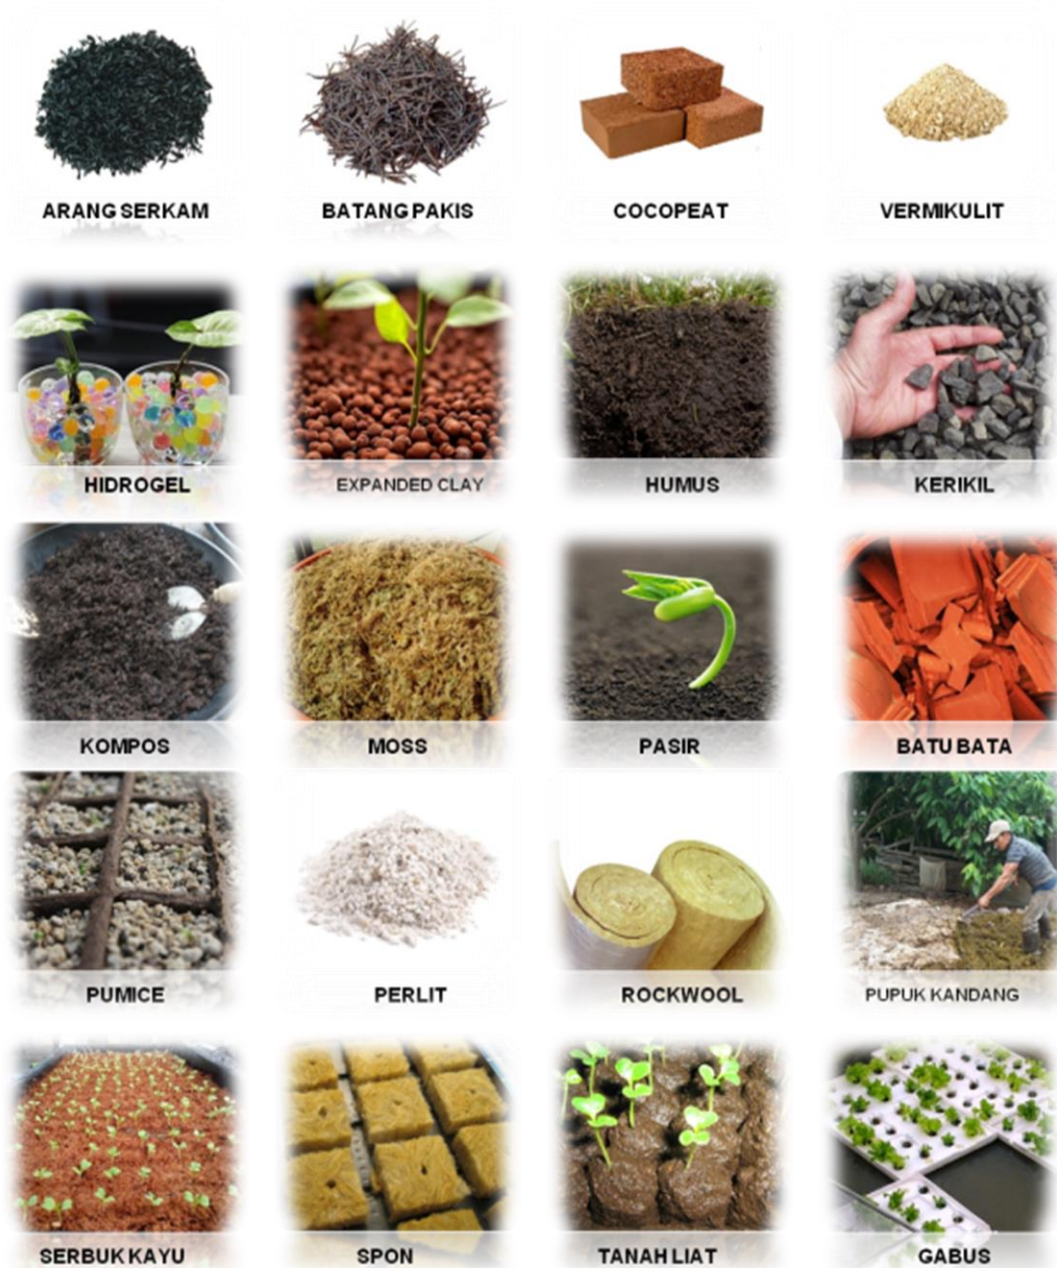 ARANG SERKAM
BATANG PAKIS
COCOPEAT
VERMIKULIT
HIDROGEL
EXPANDED CLAY
HUMUS
KERIKIL
KOMPOS
MOSS
PASIR
BATU BATA
PUMICE
PERLIT
ROCKWOOL
PUPUK KANDANG
SERBUK KAYU
SPON
TANAH LIAT
GABUS